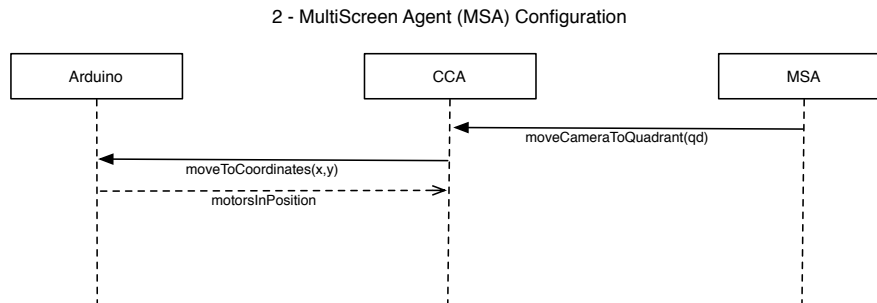 2 - MultiScreen Agent (MSA) Configuration
Arduino
CCA
MSA
moveCameraToQuadrant(qd)
moveToCoordinates(x,y)
motorsInPosition